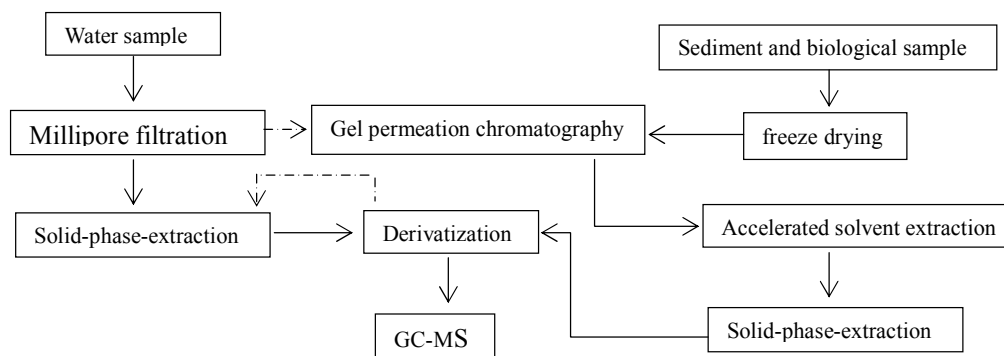 Water sample
Sediment and biological sample
Millipore filtration
Gel permeation chromatography
freeze drying
Solid-phase-extraction
Derivatization
Accelerated solvent extraction
GC-MS
Solid-phase-extraction